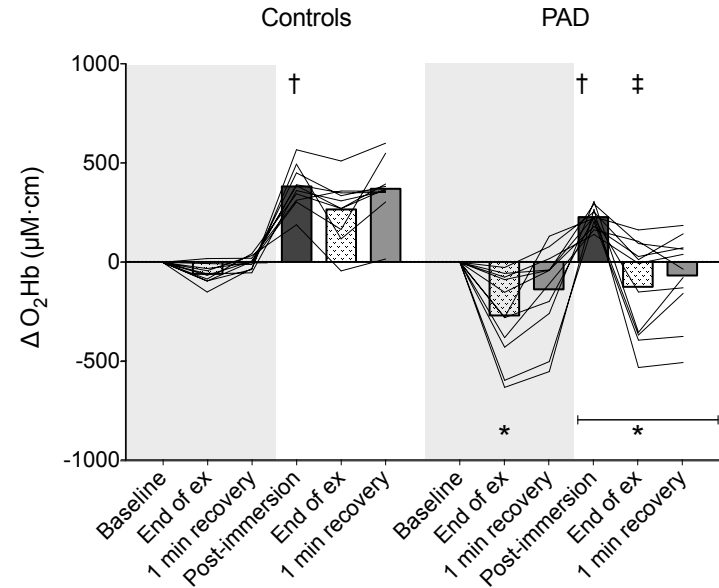 Controls PAD
1000
† † ‡
500
0
-500
* *
-1000
ΔO₂Hb (µM·cm)
Baseline
End of ex
1 min recovery
Post-immersion
End of ex
1 min recovery
Baseline
End of ex
1 min recovery
Post-immersion
End of ex
1 min recovery